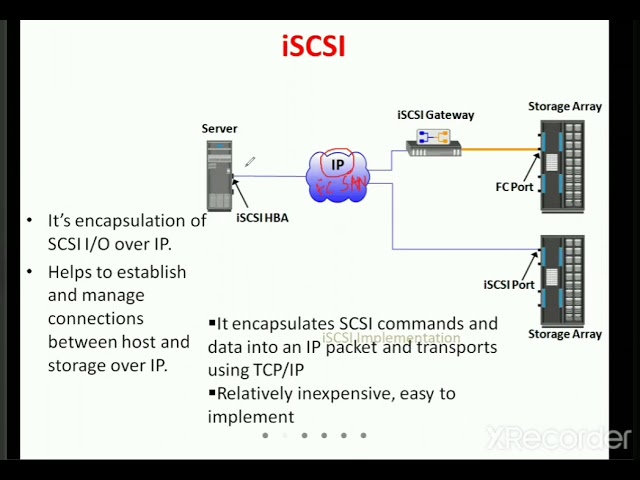 iSCSI
Storage Array
iSCSI Gateway
Server
IP
FC SAN
FC Port
iSCSI HBA
• It's encapsulation of
SCSI I/O over IP.
• Helps to establish
and manage
connections
between host and
storage over IP.
iSCSI Port
Storage Array
▪It encapsulates SCSI commands and
iSCSI Implementation
data into an IP packet and transports
using TCP/IP
▪Relatively inexpensive, easy to
implement
XRecorder